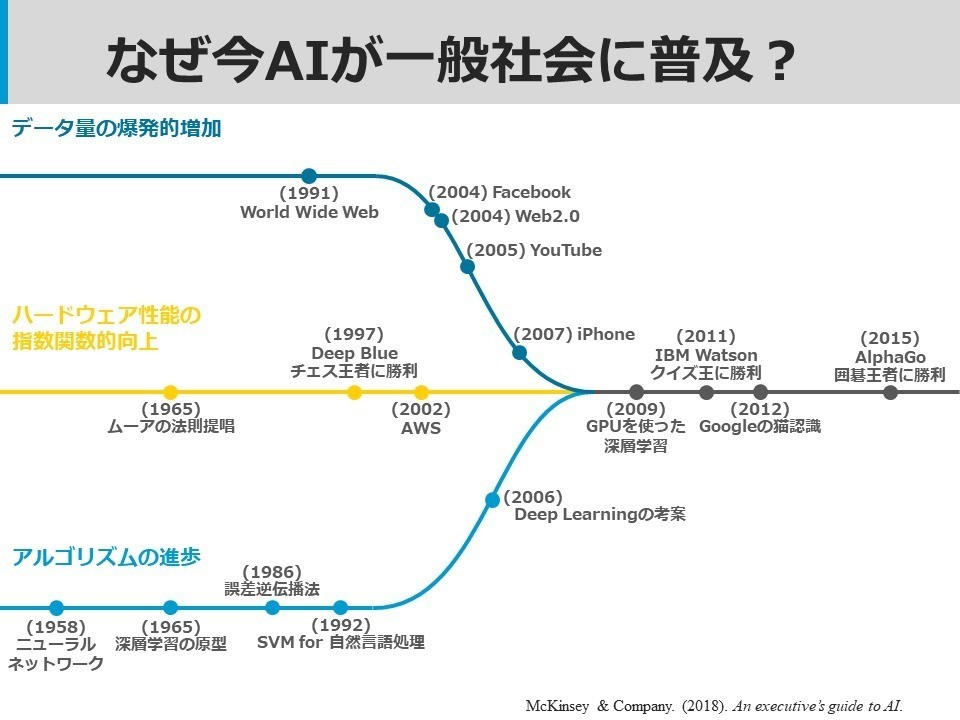 なぜ今AIが一般社会に普及？
データ量の爆発的増加
(1991)
World Wide Web
(2004) Facebook
(2004) Web2.0
(2005) YouTube
(2007) iPhone
ハードウェア性能の
指数関数的向上
(1965)
ムーアの法則提唱
(1997)
Deep Blue
チェス王者に勝利
(2002)
AWS
(2009)
GPUを使った
深層学習
(2011)
IBM Watson
クイズ王に勝利
(2012)
Googleの猫認識
(2015)
AlphaGo
囲碁王者に勝利
(2006)
Deep Learningの考案
アルゴリズムの進歩
(1958)
ニューラル
ネットワーク
(1965)
深層学習の原型
(1986)
誤差逆伝播法
(1992)
SVM for 自然言語処理
McKinsey & Company. (2018). An executive's guide to AI.